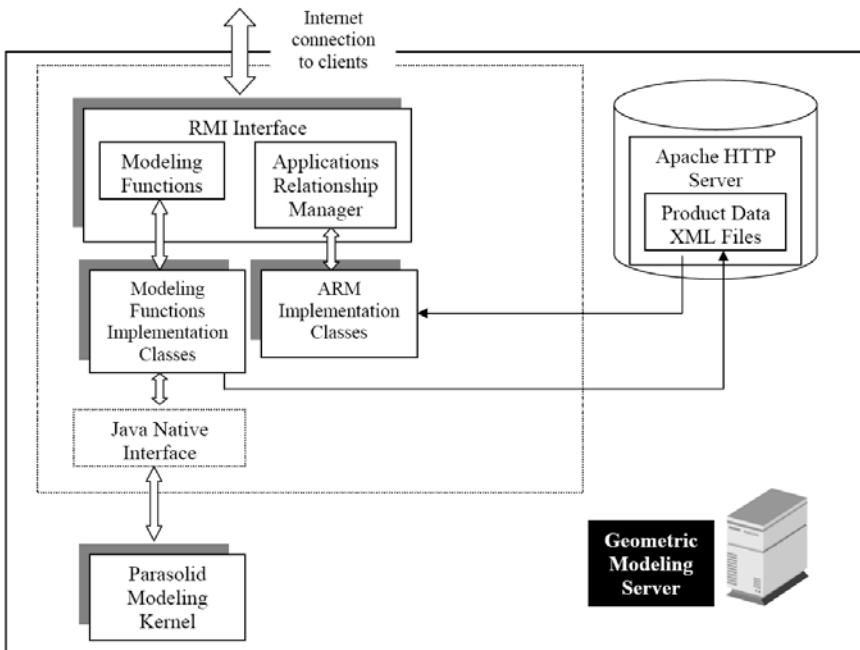 Internet
connection
to clients
RMI Interface
Modeling
Functions
Applications
Relationship
Manager
Apache HTTP
Server
Product Data
XML Files
Modeling
Functions
Implementation
Classes
ARM
Implementation
Classes
Java Native
Interface
Parasolid
Modeling
Kernel
Geometric
Modeling
Server